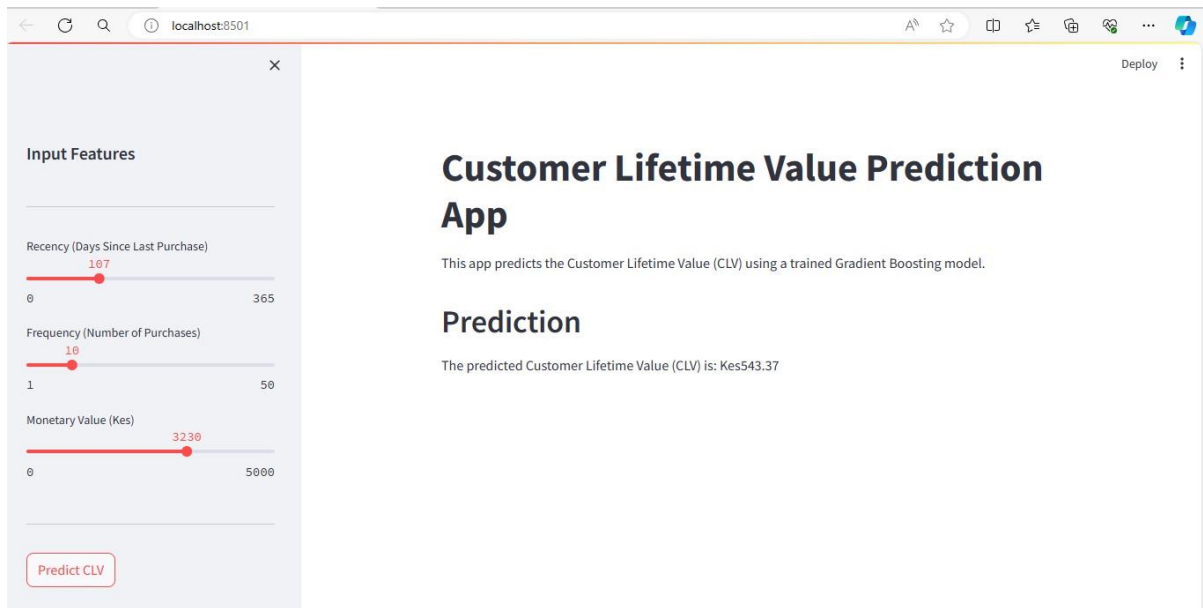 localhost:8501
Deploy
Input Features
Recency (Days Since Last Purchase)
107
0 365
Frequency (Number of Purchases)
10
1 50
Monetary Value (Kes)
3230
0 5000
Predict CLV
Customer Lifetime Value Prediction
App
This app predicts the Customer Lifetime Value (CLV) using a trained Gradient Boosting model.
Prediction
The predicted Customer Lifetime Value (CLV) is: Kes543.37